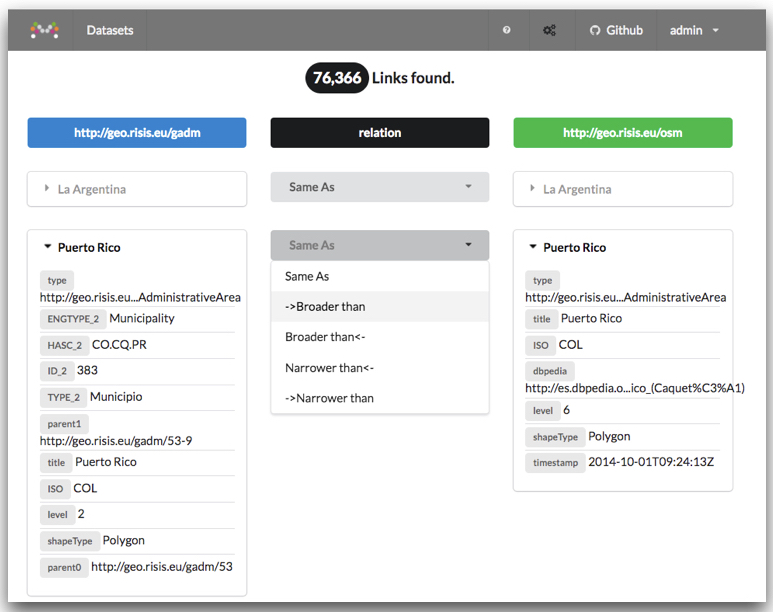 Datasets
Github
admin
76,366 Links found.
http://geo.risis.eu/gadm
relation
http://geo.risis.eu/osm
La Argentina
Same As
La Argentina
Puerto Rico
type
http://geo.risis.eu...AdministrativeArea
ENGTYPE_2 Municipality
HASC_2 CO.CQ.PR
ID_2 383
TYPE_2 Municipio
parent1
http://geo.risis.eu/gadm/53-9
title Puerto Rico
ISO COL
level 2
shapeType Polygon
parent0 http://geo.risis.eu/gadm/53
Same As
Same As
->Broader than
Broader than<-
Narrower than<-
->Narrower than
Puerto Rico
type
http://geo.risis.eu...AdministrativeArea
title Puerto Rico
ISO COL
dbpedia
http://es.dbpedia.o...ico_(Caquet%C3%A1)
level 6
shapeType Polygon
timestamp 2014-10-01T09:24:13Z